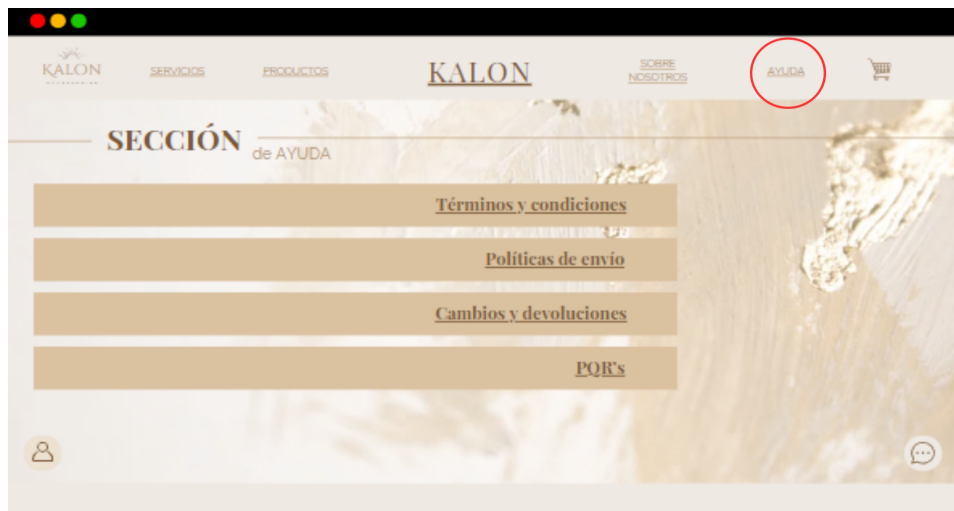 KALON
SERVICIOS
PRODUCTOS
KALON
SOBRE
NOSOTROS
AYUDA
SECCIÓN
de AYUDA
Términos y condiciones
Políticas de envío
Cambios y devoluciones
PQR's